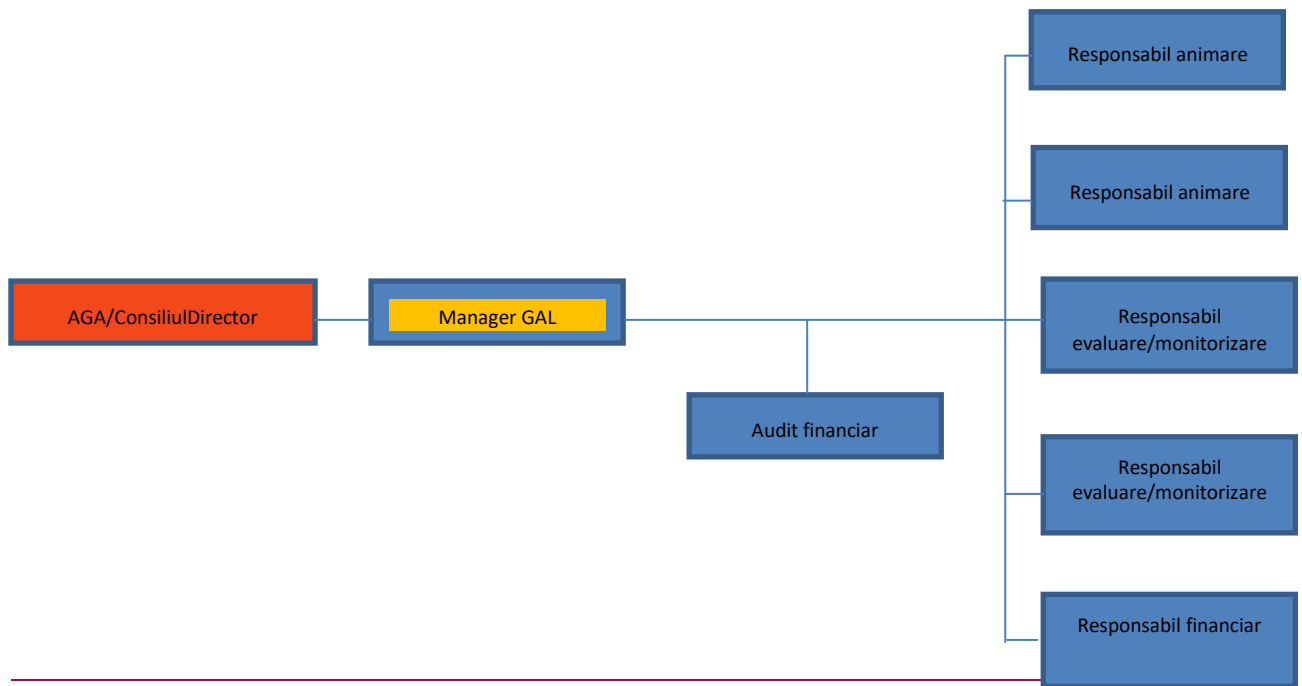 Responsabil animare
Responsabil animare
AGA/ConsiliulDirector
Manager GAL
Responsabil
evaluare/monitorizare
Audit financiar
Responsabil
evaluare/monitorizare
Responsabil financiar